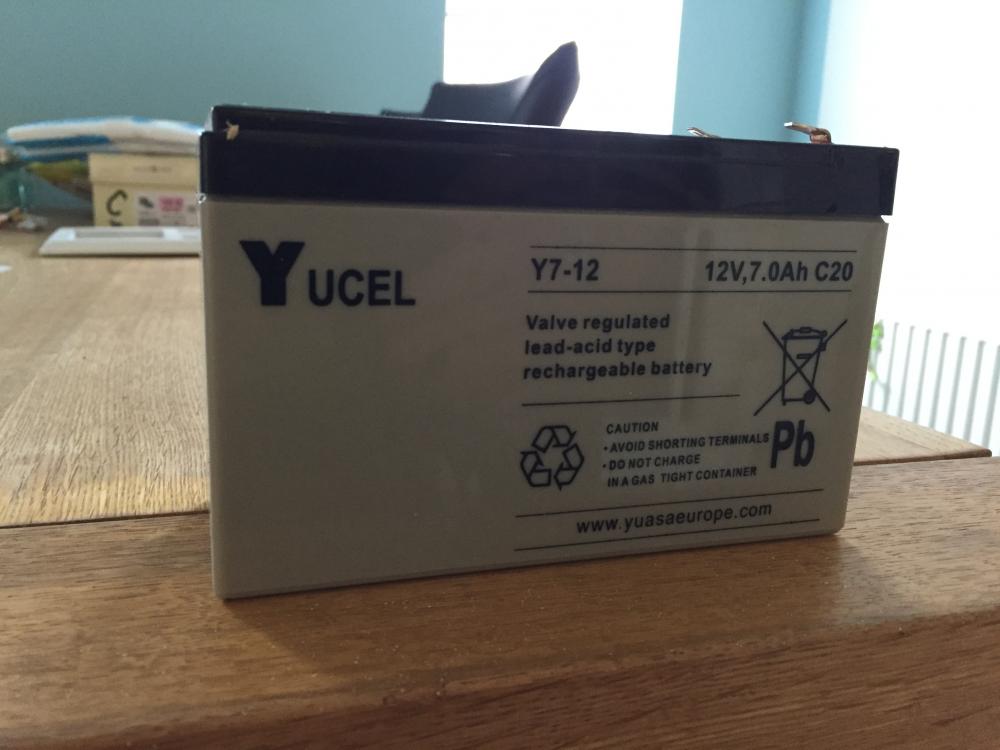 YUCEL
Y7-12 12V,7.0Ah C20
Valve regulated
lead-acid type
rechargeable battery
CAUTION
• AVOID SHORTING TERMINALS
• DO NOT CHARGE
IN A GAS TIGHT CONTAINER
Pb
www.yuasaeurope.com